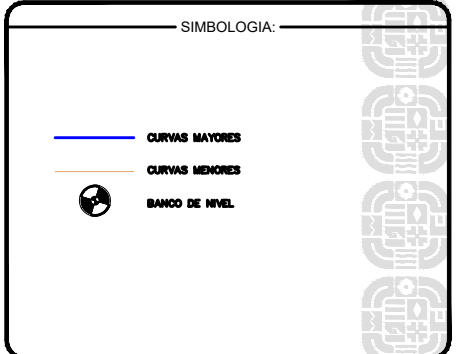 SIMBOLOGIA:
CURVAS MAYORES
CURVAS MENORES
BANCO DE NIVEL